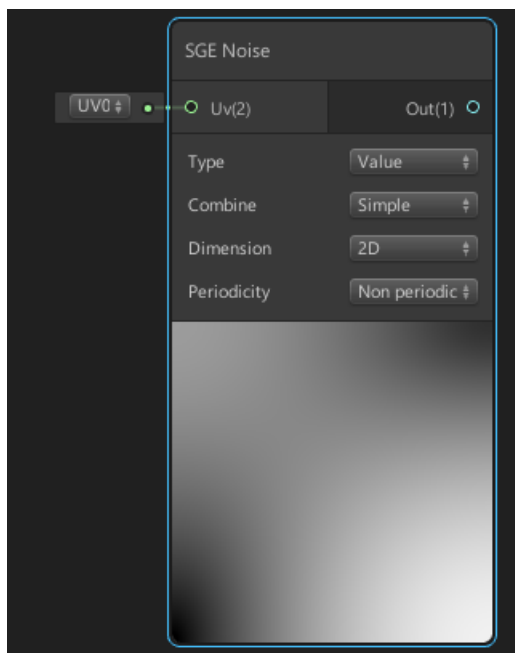 SGE Noise
UV0 Uv(2) Out(1)
Type Value
Combine Simple
Dimension 2D
Periodicity Non periodic